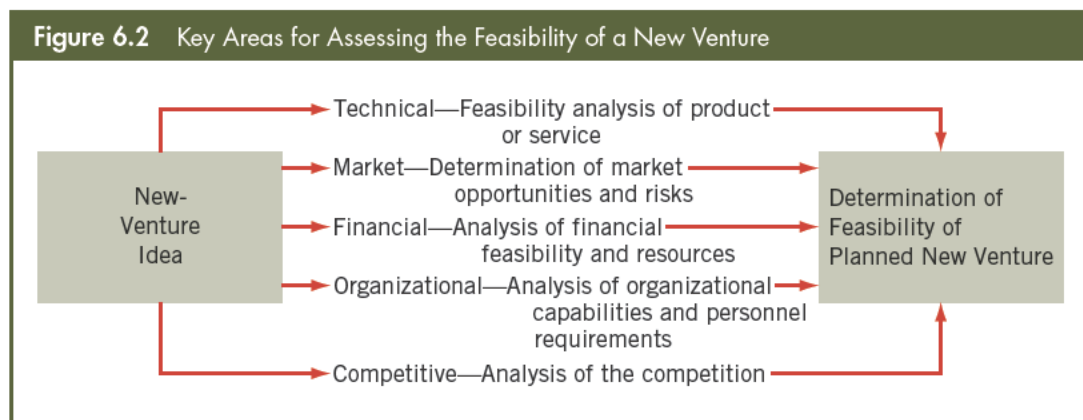 Figure 6.2 Key Areas for Assessing the Feasibility of a New Venture
New-
Venture
Idea
Technical—Feasibility analysis of product
or service
Market—Determination of market
opportunities and risks
Financial—Analysis of financial
feasibility and resources
Organizational—Analysis of organizational
capabilities and personnel
requirements
Competitive—Analysis of the competition
Determination of
Feasibility of
Planned New Venture